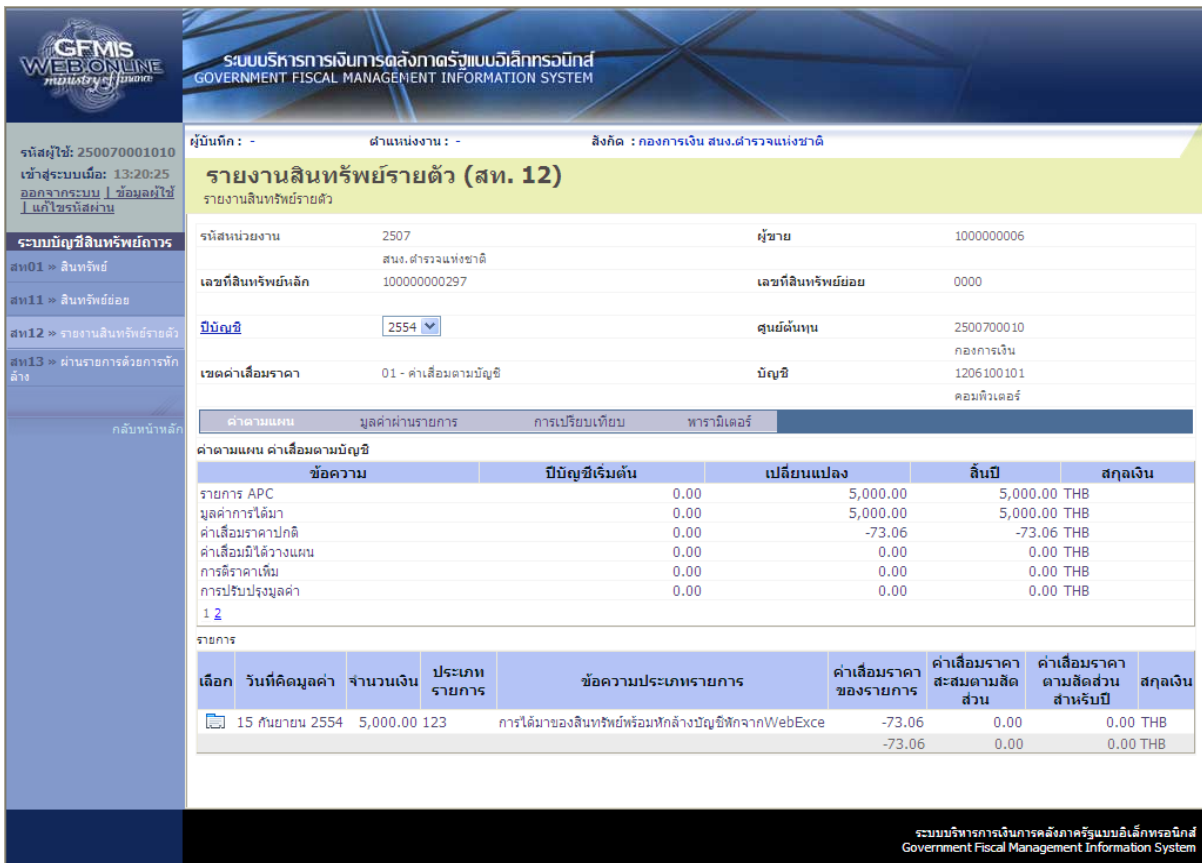 GFMIS
WEB ONLINE
ministry of finance
ระบบบริหารการเงินการคลังภาครัฐแบบอิเล็กทรอนิกส์
GOVERNMENT FISCAL MANAGEMENT INFORMATION SYSTEM
รหัสผู้ใช้: 250070001010
เข้าสู่ระบบเมื่อ: 13:20:25
ออกจากระบบ | ข้อมูลผู้ใช้
| แก้ไขรหัสผ่าน
ระบบบัญชีสินทรัพย์ถาวร
สท01 » สินทรัพย์
สท11 » สินทรัพย์ย่อย
สท12 » รายงานสินทรัพย์รายตัว
สท13 » ผ่านรายการด้วยการหัก
ล้าง
กลับหน้าหลัก
ผู้บันทึก : - ตำแหน่งงาน : - สังกัด : กองการเงิน สนง.ตำรวจแห่งชาติ
รายงานสินทรัพย์รายตัว (สท. 12)
รายงานสินทรัพย์รายตัว
รหัสหน่วยงาน 2507 ผู้ขาย 1000000006
สนง.ตำรวจแห่งชาติ
เลขที่สินทรัพย์หลัก 100000000297 เลขที่สินทรัพย์ย่อย 0000
ปีบัญชี 2554 ศูนย์ต้นทุน 2500700010
กองการเงิน
เขตค่าเสื่อมราคา 01 - ค่าเสื่อมตามบัญชี บัญชี 1206100101
คอมพิวเตอร์
ค่าตามแผน มูลค่าผ่านรายการ การเปรียบเทียบ พารามิเตอร์
ค่าตามแผน ค่าเสื่อมตามบัญชี
ข้อความ ปีบัญชีเริ่มต้น เปลี่ยนแปลง สิ้นปี สกุลเงิน
รายการ APC 0.00 5,000.00 5,000.00 THB
มูลค่าการได้มา 0.00 5,000.00 5,000.00 THB
ค่าเสื่อมราคาปกติ 0.00 -73.06 -73.06 THB
ค่าเสื่อมมิได้วางแผน 0.00 0.00 0.00 THB
การตีราคาเพิ่ม 0.00 0.00 0.00 THB
การปรับปรุงมูลค่า 0.00 0.00 0.00 THB
1 2
รายการ
เลือก วันที่คิดมูลค่า จำนวนเงิน ประเภท
รายการ ข้อความประเภทรายการ ค่าเสื่อมราคา
ของรายการ ค่าเสื่อมราคา
สะสมตามสัด
ส่วน ค่าเสื่อมราคา
ตามสัดส่วน
สำหรับปี สกุลเงิน
15 กันยายน 2554 5,000.00 123 การได้มาของสินทรัพย์พร้อมหักล้างบัญชีพักจากWebExce -73.06 0.00 0.00 THB
-73.06 0.00 0.00 THB
ระบบบริหารการเงินการคลังภาครัฐแบบอิเล็กทรอนิกส์
Government Fiscal Management Information System